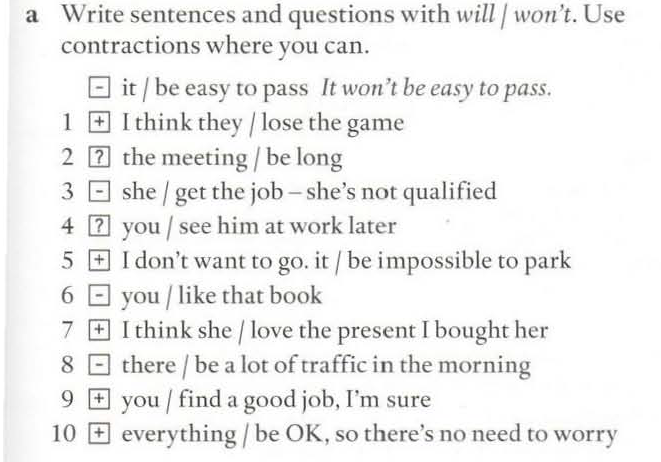 a Write sentences and questions with will / won't. Use
contractions where you can.
[-] it / be easy to pass It won't be easy to pass.
1 [+] I think they / lose the game
2 [?] the meeting / be long
3 [-] she / get the job – she's not qualified
4 [?] you / see him at work later
5 [+] I don't want to go. it / be impossible to park
6 [-] you / like that book
7 [+] I think she / love the present I bought her
8 [-] there / be a lot of traffic in the morning
9 [+] you / find a good job, I'm sure
10 [+] everything / be OK, so there's no need to worry